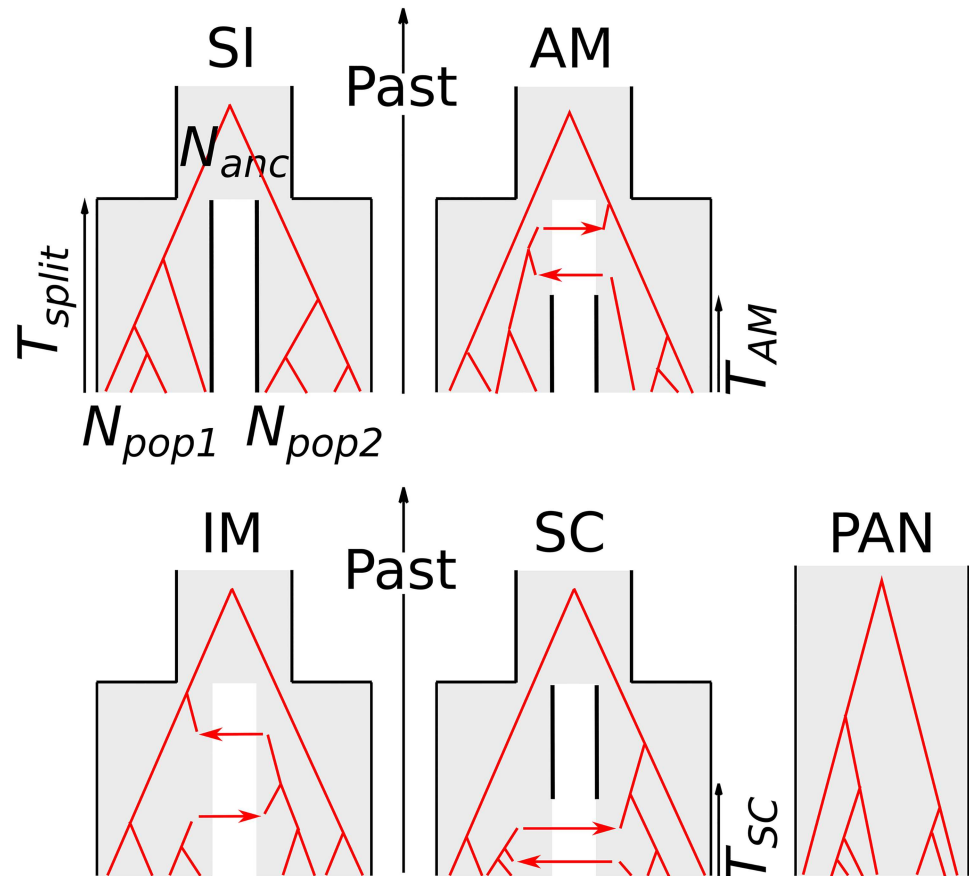 SI
AM
Past
N_anc
T_split
T_AM
N_pop1
N_pop2
IM
SC
PAN
Past
T_SC